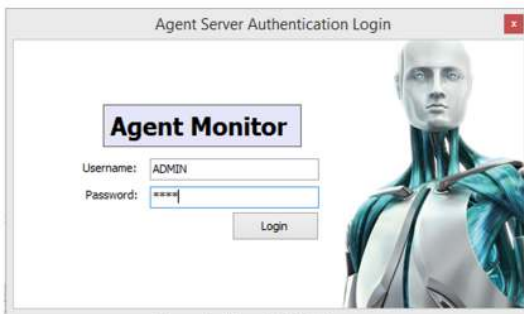 Agent Server Authentication Login
x
Agent Monitor
Username: ADMIN
Password: ****
Login